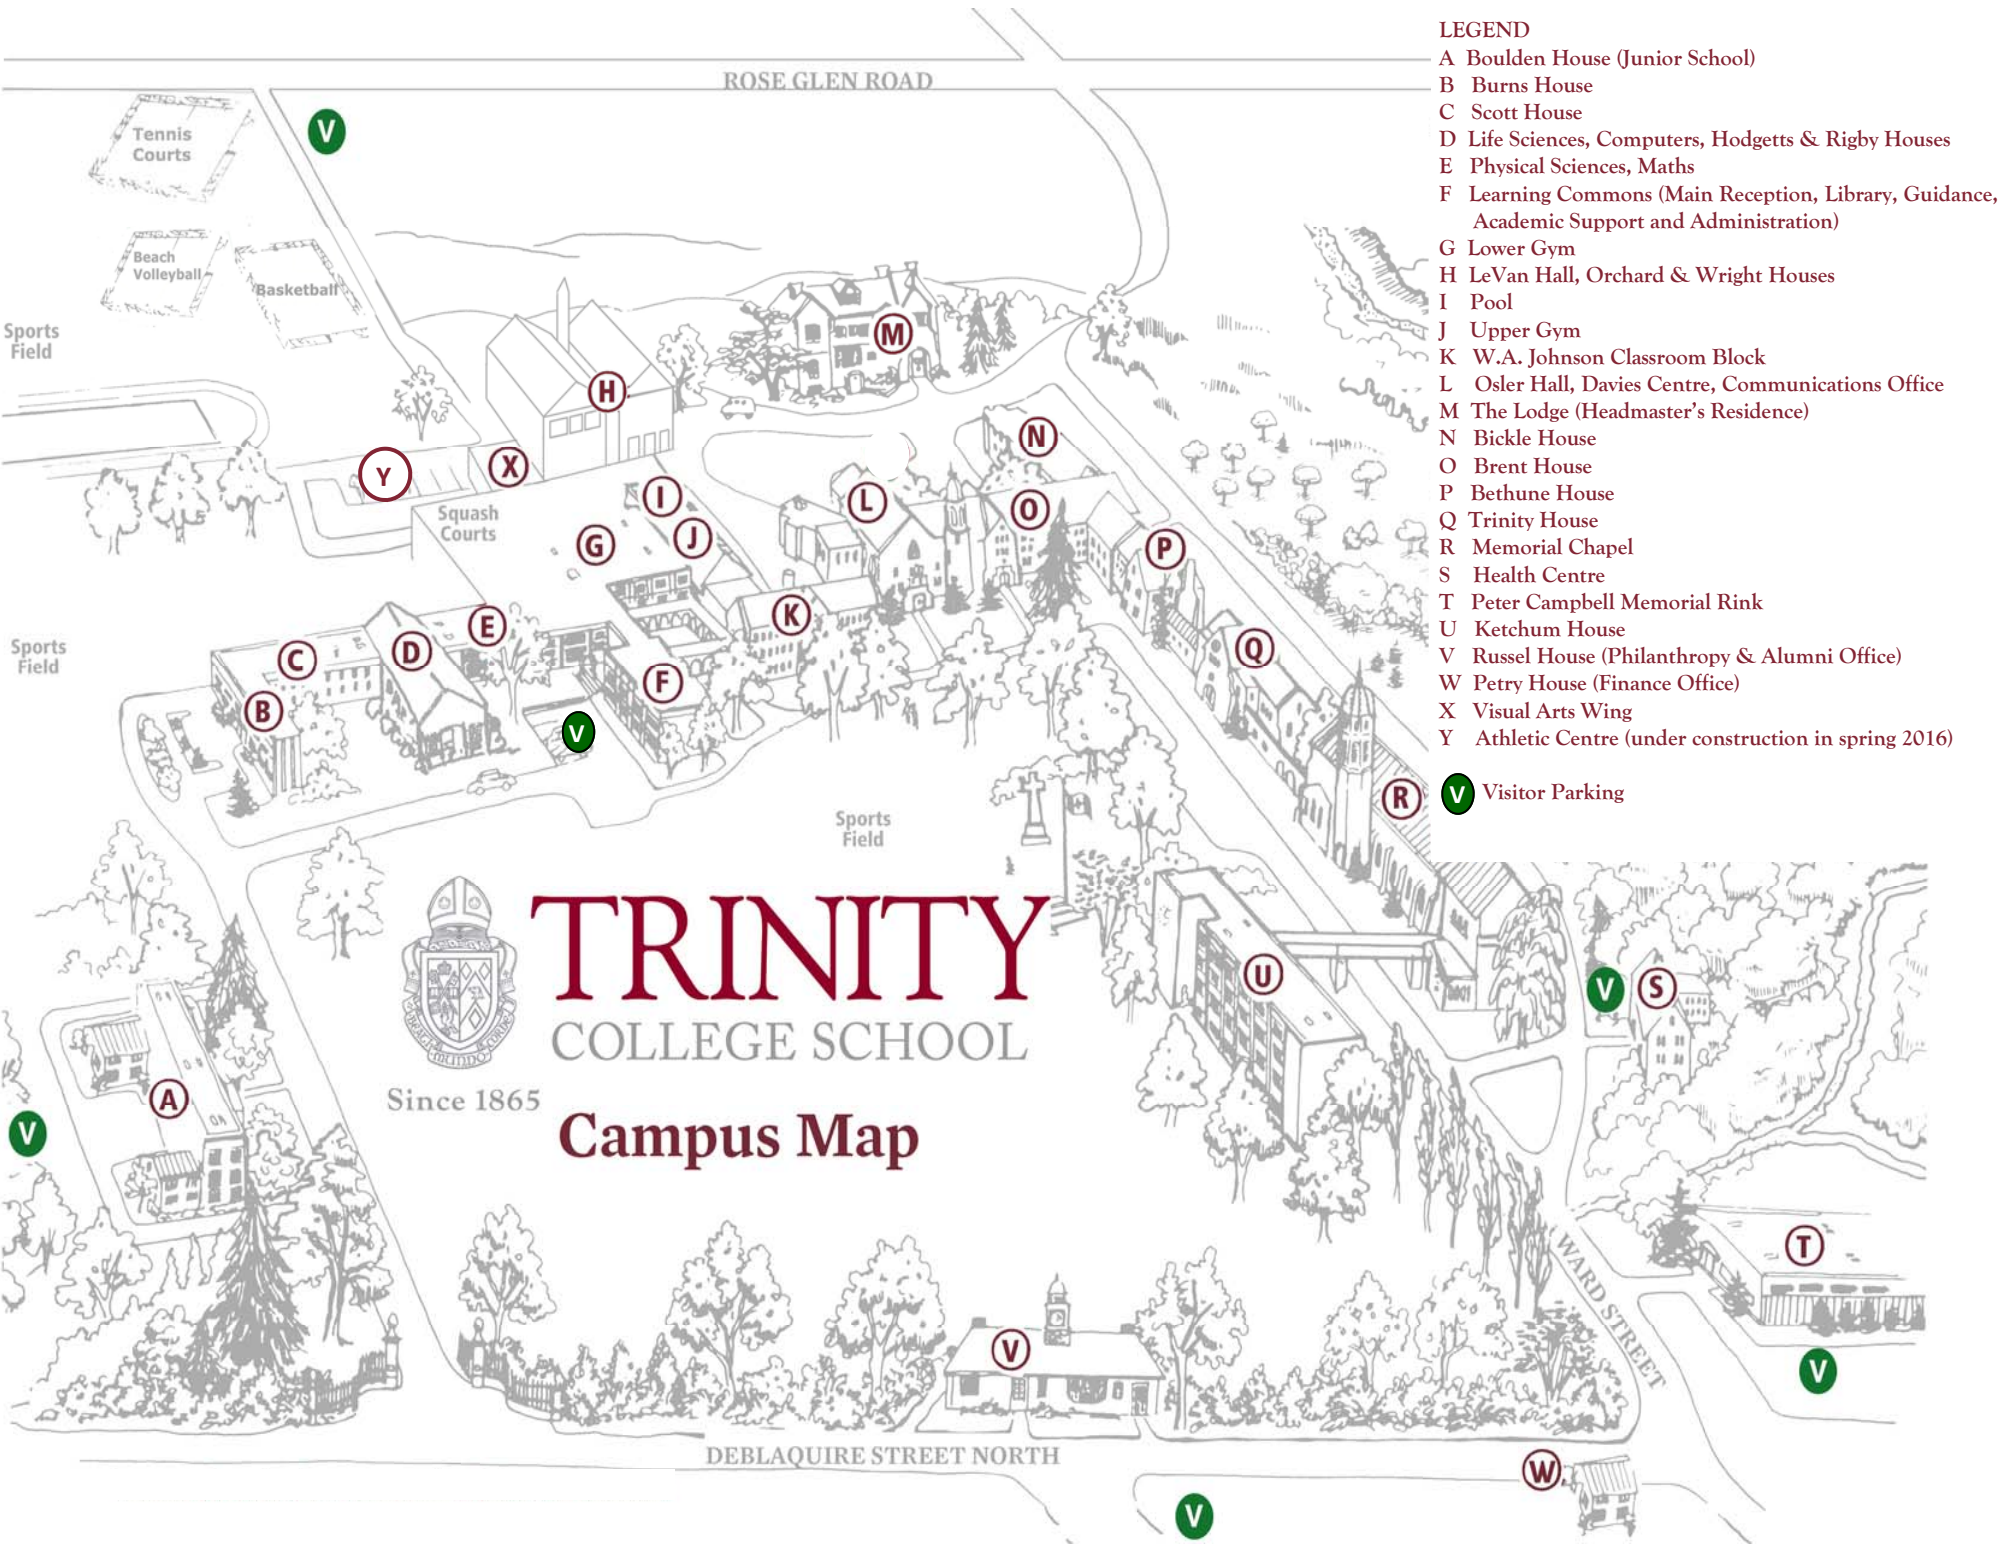 LEGEND
A Boulden House (Junior School)
B Burns House
C Scott House
D Life Sciences, Computers, Hodgetts & Rigby Houses
E Physical Sciences, Maths
F Learning Commons (Main Reception, Library, Guidance,
Academic Support and Administration)
G Lower Gym
H LeVan Hall, Orchard & Wright Houses
I Pool
J Upper Gym
K W.A. Johnson Classroom Block
L Osler Hall, Davies Centre, Communications Office
M The Lodge (Headmaster's Residence)
N Bickle House
O Brent House
P Bethune House
Q Trinity House
R Memorial Chapel
S Health Centre
T Peter Campbell Memorial Rink
U Ketchum House
V Russel House (Philanthropy & Alumni Office)
W Petry House (Finance Office)
X Visual Arts Wing
Y Athletic Centre (under construction in spring 2016)
V Visitor Parking
ROSE GLEN ROAD
V
Tennis
Courts
Beach
Volleyball
Basketball
Sports
Field
M
H
N
X
Y
I
L
O
Squash
Courts
G
J
P
K
E
Sports
Field
C
D
Q
F
B
V
R
Sports
Field
TRINITY
COLLEGE SCHOOL
Since 1865
Campus Map
U
V
S
A
V
T
WARD STREET
V
V
DEBLAQUIRE STREET NORTH
W
V